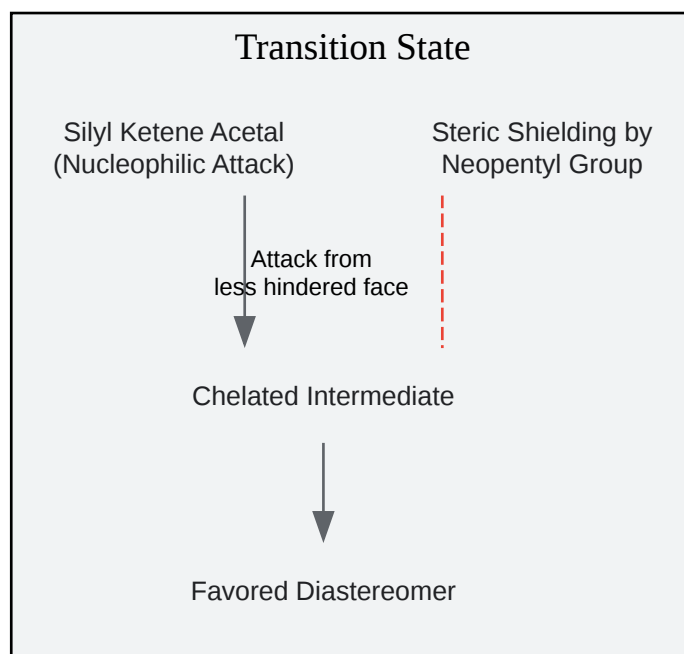 Transition State
Silyl Ketene Acetal
(Nucleophilic Attack)
Steric Shielding by
Neopentyl Group
Attack from
less hindered face
Chelated Intermediate
Favored Diastereomer